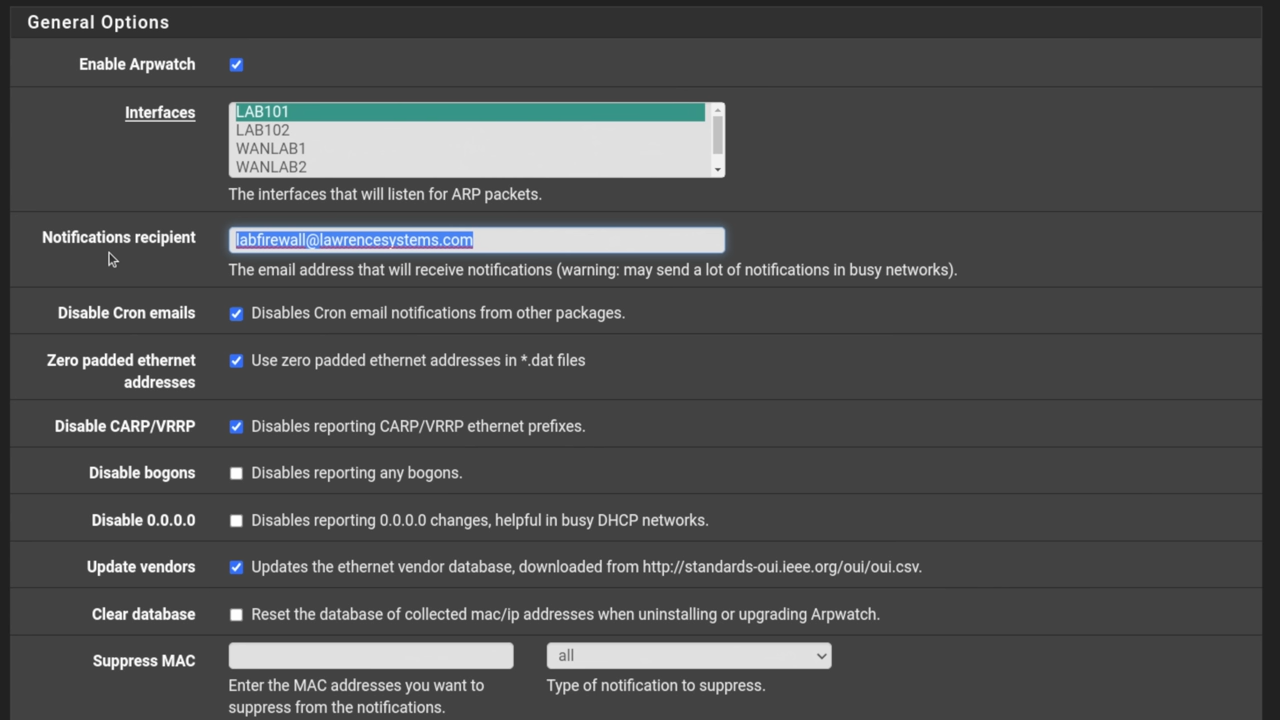 General Options
Enable Arpwatch
Interfaces
LAB101
LAB102
WANLAB1
WANLAB2
The interfaces that will listen for ARP packets.
Notifications recipient
labfirewall@lawrencesystems.com
The email address that will receive notifications (warning: may send a lot of notifications in busy networks).
Disable Cron emails
Disables Cron email notifications from other packages.
Zero padded ethernet
addresses
Use zero padded ethernet addresses in *.dat files
Disable CARP/VRRP
Disables reporting CARP/VRRP ethernet prefixes.
Disable bogons
Disables reporting any bogons.
Disable 0.0.0.0
Disables reporting 0.0.0.0 changes, helpful in busy DHCP networks.
Update vendors
Updates the ethernet vendor database, downloaded from http://standards-oui.ieee.org/oui/oui.csv.
Clear database
Reset the database of collected mac/ip addresses when uninstalling or upgrading Arpwatch.
Suppress MAC
all
Enter the MAC addresses you want to
suppress from the notifications.
Type of notification to suppress.